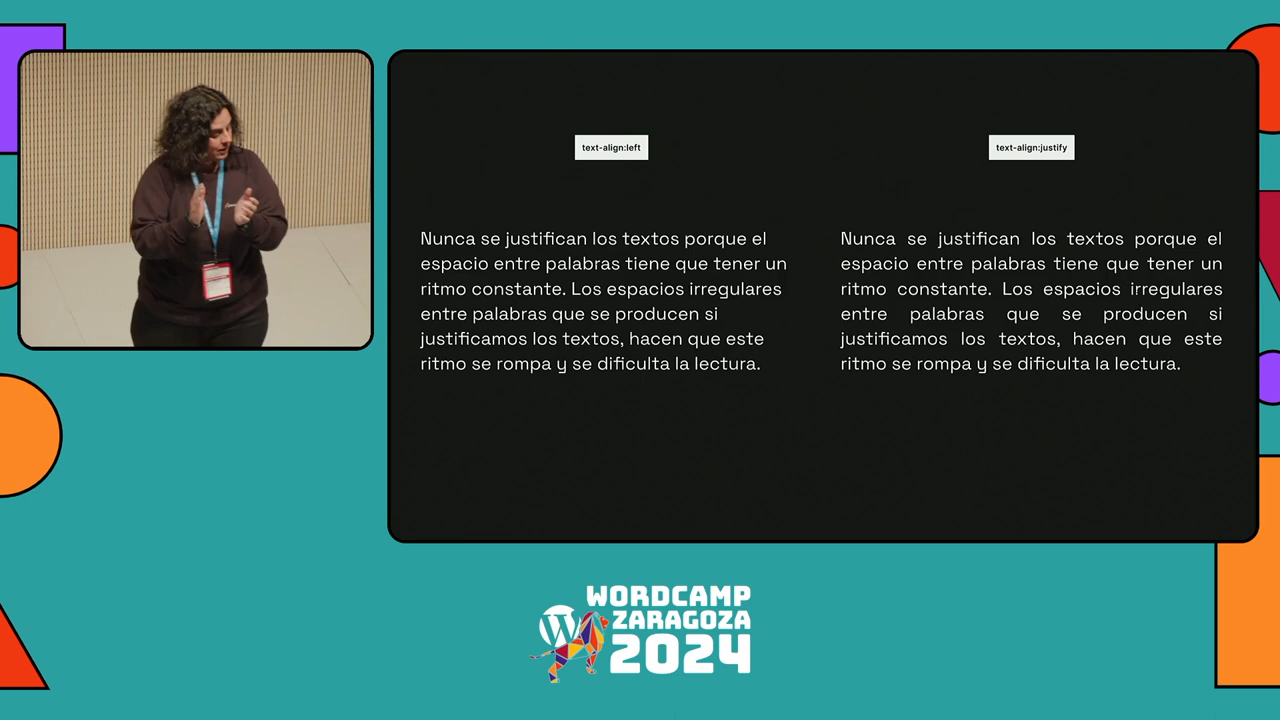 text-align:left
Nunca se justifican los textos porque el
espacio entre palabras tiene que tener un
ritmo constante. Los espacios irregulares
entre palabras que se producen si
justificamos los textos, hacen que este
ritmo se rompa y se dificulta la lectura.
text-align:justify
Nunca se justifican los textos porque el
espacio entre palabras tiene que tener un
ritmo constante. Los espacios irregulares
entre palabras que se producen si
justificamos los textos, hacen que este
ritmo se rompa y se dificulta la lectura.
WORDCAMP
ZARAGOZA
2024